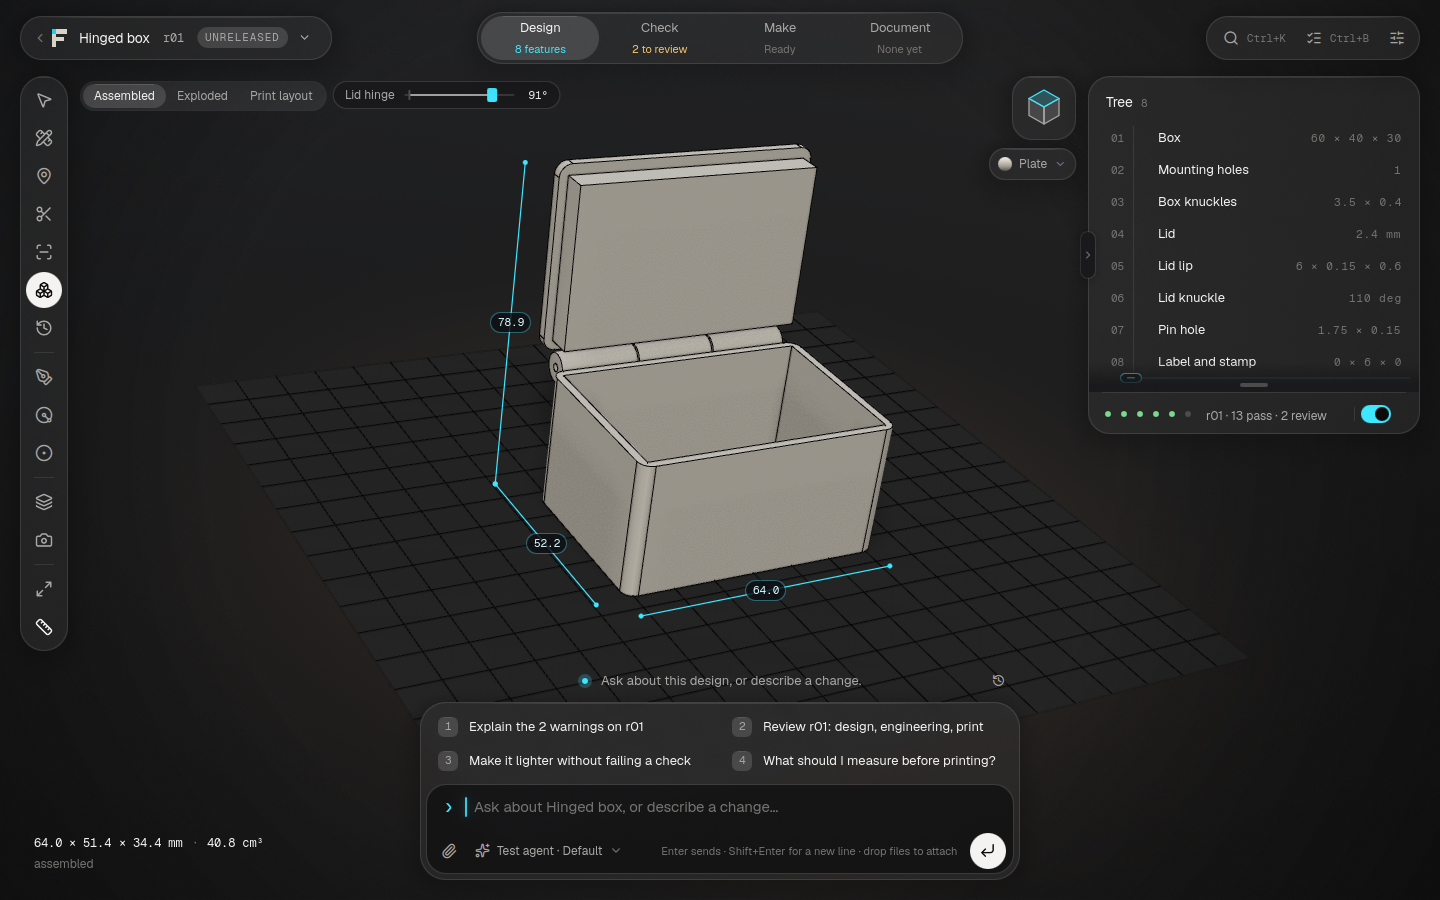 Hinged box r01 UNRELEASED
Design
8 features
Check
2 to review
Make
Ready
Document
None yet
Ctrl+K
Ctrl+B
Assembled
Exploded
Print layout
Lid hinge
91°
Plate
Tree 8
01 Box 60 × 40 × 30
02 Mounting holes 1
03 Box knuckles 3.5 × 0.4
04 Lid 2.4 mm
05 Lid lip 6 × 0.15 × 0.6
06 Lid knuckle 110 deg
07 Pin hole 1.75 × 0.15
08 Label and stamp 0 × 6 × 0
r01 · 13 pass · 2 review
78.9
52.2
64.0
Ask about this design, or describe a change.
1 Explain the 2 warnings on r01
2 Review r01: design, engineering, print
3 Make it lighter without failing a check
4 What should I measure before printing?
Ask about Hinged box, or describe a change...
Test agent · Default
Enter sends · Shift+Enter for a new line · drop files to attach
64.0 × 51.4 × 34.4 mm · 40.8 cm³
assembled